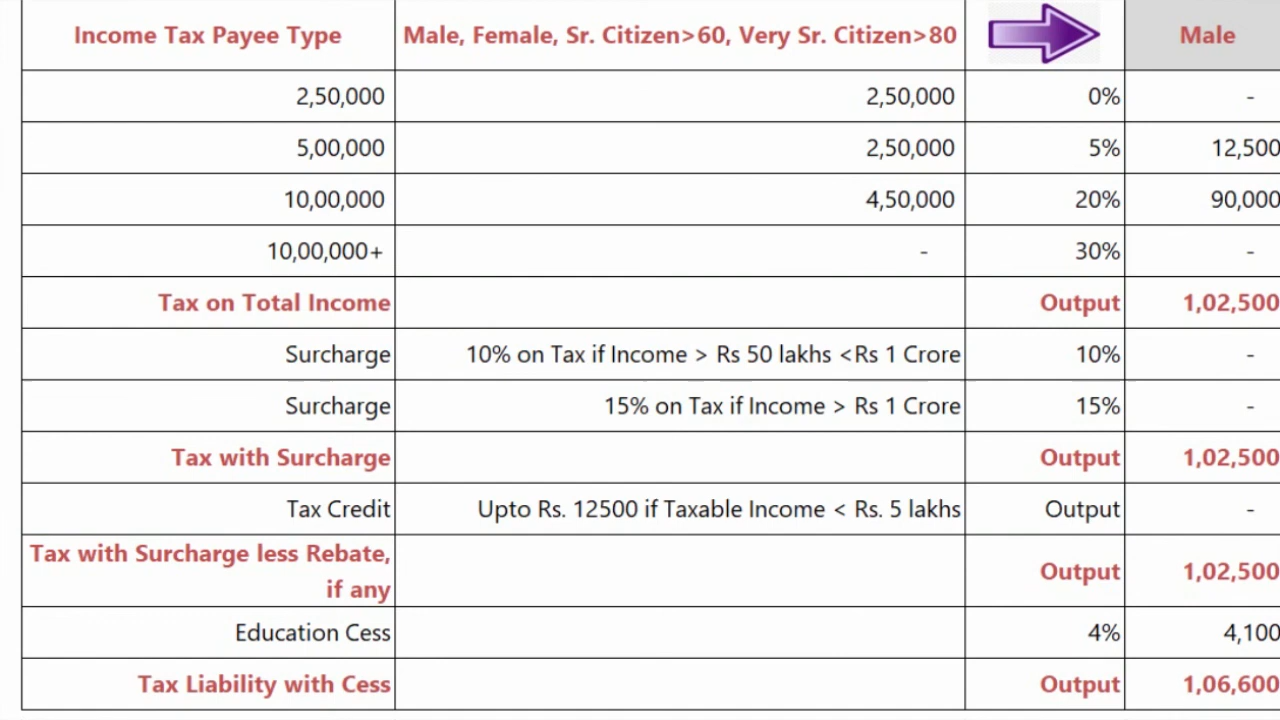 Income Tax Payee Type Male, Female, Sr. Citizen>60, Very Sr. Citizen>80 Male
2,50,000 2,50,000 0% -
5,00,000 2,50,000 5% 12,500
10,00,000 4,50,000 20% 90,000
10,00,000+ - 30% -
Tax on Total Income Output 1,02,500
Surcharge 10% on Tax if Income > Rs 50 lakhs <Rs 1 Crore 10% -
Surcharge 15% on Tax if Income > Rs 1 Crore 15% -
Tax with Surcharge Output 1,02,500
Tax Credit Upto Rs. 12500 if Taxable Income < Rs. 5 lakhs Output -
Tax with Surcharge less Rebate,
if any Output 1,02,500
Education Cess 4% 4,100
Tax Liability with Cess Output 1,06,600